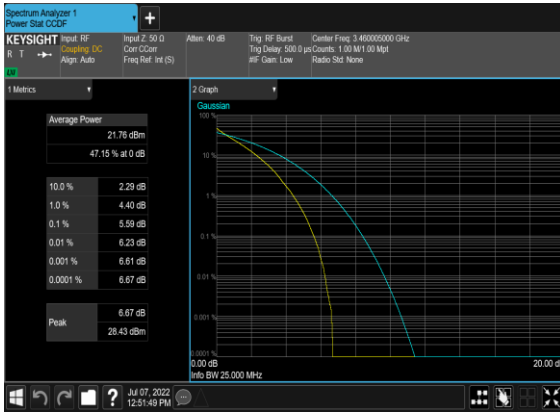 Spectrum Analyzer 1
Power Stat CCDF
+
KEYSIGHT
R T
LW
Input: RF
Coupling: DC
Align: Auto
Input Z: 50 Ω
Corr CCorr
Freq Ref: Int (S)
Atten: 40 dB
Trig: RF Burst
Trig Delay: 500.0 µs
#IF Gain: Low
Center Freq: 3.460005000 GHz
Counts: 1.00 M/1.00 Mpt
Radio Std: None
1 Metrics
Average Power
21.76 dBm
47.15 % at 0 dB
10.0 % 2.29 dB
1.0 % 4.40 dB
0.1 % 5.59 dB
0.01 % 6.23 dB
0.001 % 6.61 dB
0.0001 % 6.67 dB
Peak
6.67 dB
28.43 dBm
2 Graph
Gaussian
100 %
10 %
1 %
0.1 %
0.01 %
0.001 %
0.0001 %
0.00 dB
20.00 d
Info BW 25.000 MHz
?
Jul 07, 2022
12:51:49 PM